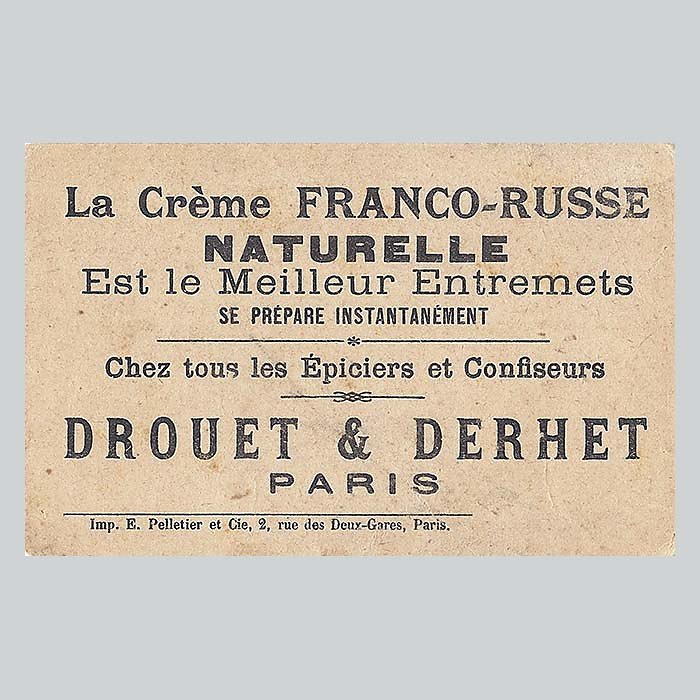 La Crème FRANCO-RUSSE
NATURELLE
Est le Meilleur Entremets
SE PRÉPARE INSTANTANÉMENT
Chez tous les Épiciers et Confiseurs
DROUET & DERHET
PARIS
Imp. E. Pelletier et Cie, 2, rue des Deux-Gares, Paris.